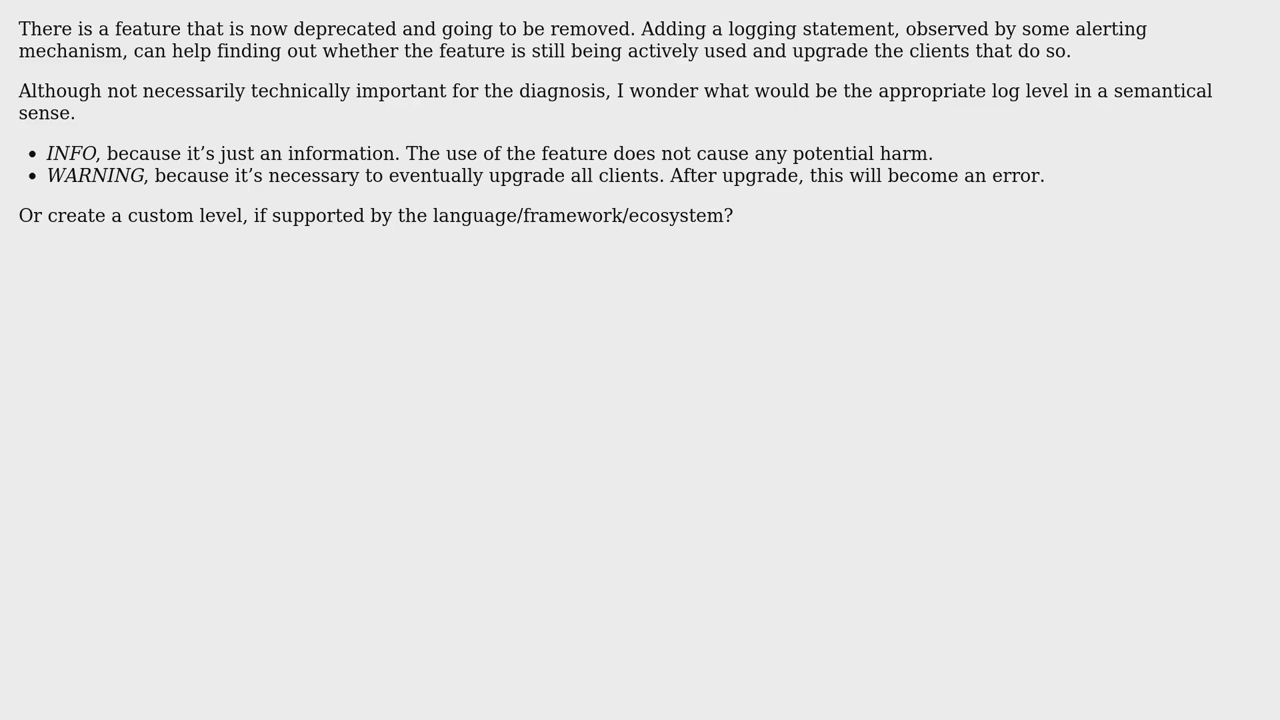 There is a feature that is now deprecated and going to be removed. Adding a logging statement, observed by some alerting
mechanism, can help finding out whether the feature is still being actively used and upgrade the clients that do so.
Although not necessarily technically important for the diagnosis, I wonder what would be the appropriate log level in a semantical
sense.
• INFO, because it’s just an information. The use of the feature does not cause any potential harm.
• WARNING, because it’s necessary to eventually upgrade all clients. After upgrade, this will become an error.
Or create a custom level, if supported by the language/framework/ecosystem?